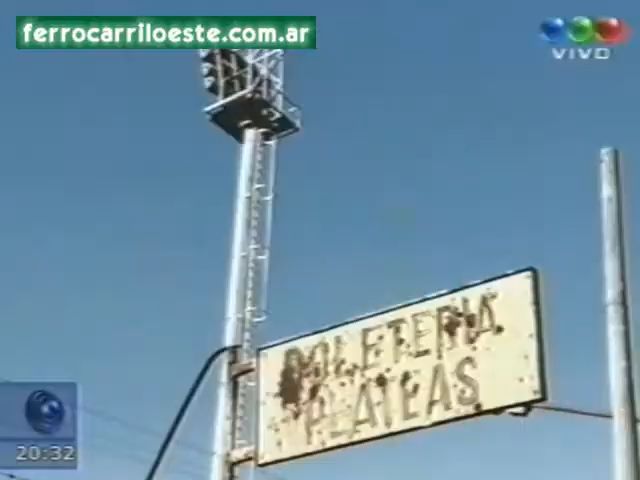 ferrocarriloeste.com.ar
VIVO
BOLETERIA
PLATEAS
20:32